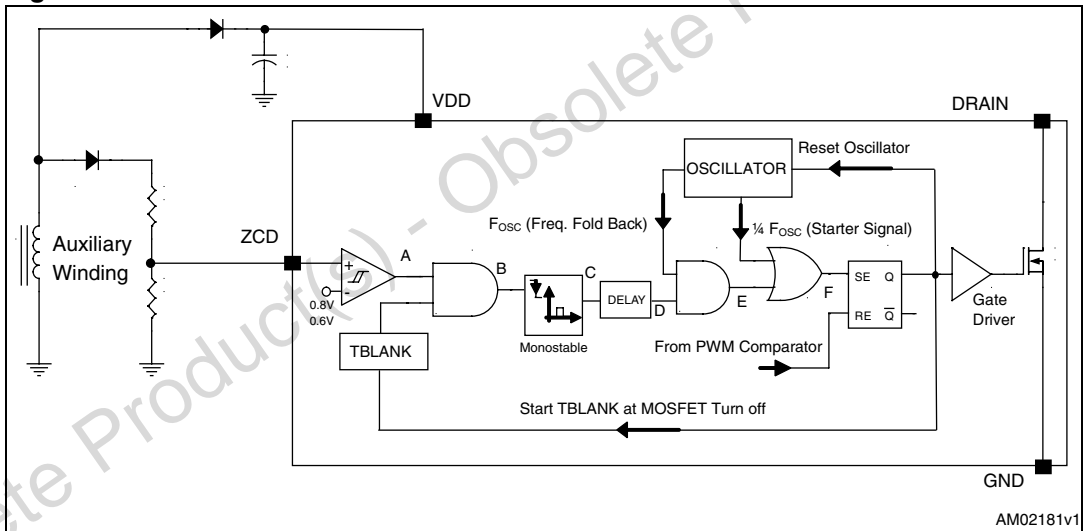 VDD
DRAIN
Reset Oscillator
OSCILLATOR
FOSC (Freq. Fold Back)
¼ FOSC (Starter Signal)
ZCD
Auxiliary
Winding
+
-
0.8V
0.6V
A
B
C
D
E
F
TBLANK
Monostable
DELAY
SE Q
RE Q̅
Gate
Driver
From PWM Comparator
Start TBLANK at MOSFET Turn off
GND
AM02181v1
ete Product(s) - Obsolete